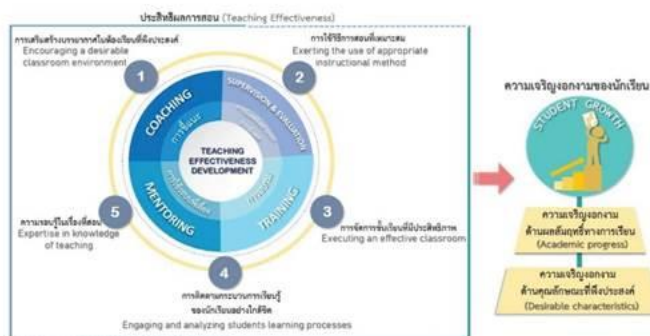 ประสิทธิผลการสอน (Teaching Effectiveness)
การเสริมสร้างบรรยากาศในห้องเรียนที่พึงประสงค์
Encouraging a desirable
classroom environment
1
การใช้วิธีการสอนที่เหมาะสม
Exerting the use of appropriate
instructional method
2
COACHING
การชี้แนะ
SUPERVISION & EVALUATION
TEACHING
EFFECTIVENESS
DEVELOPMENT
MENTORING
TRAINING
3
การจัดการชั้นเรียนที่มีประสิทธิภาพ
Executing an effective classroom
4
การติดตามกระบวนการเรียนรู้
ของนักเรียนอย่างใกล้ชิด
Engaging and analyzing students learning processes
5
ความรอบรู้ในเรื่องที่สอน
Expertise in knowledge
of teaching
ความเจริญงอกงามของนักเรียน
STUDENT GROWTH
ความเจริญงอกงาม
ด้านผลสัมฤทธิ์ทางการเรียน
(Academic progress)
ความเจริญงอกงาม
ด้านคุณลักษณะที่พึงประสงค์
(Desirable characteristics)